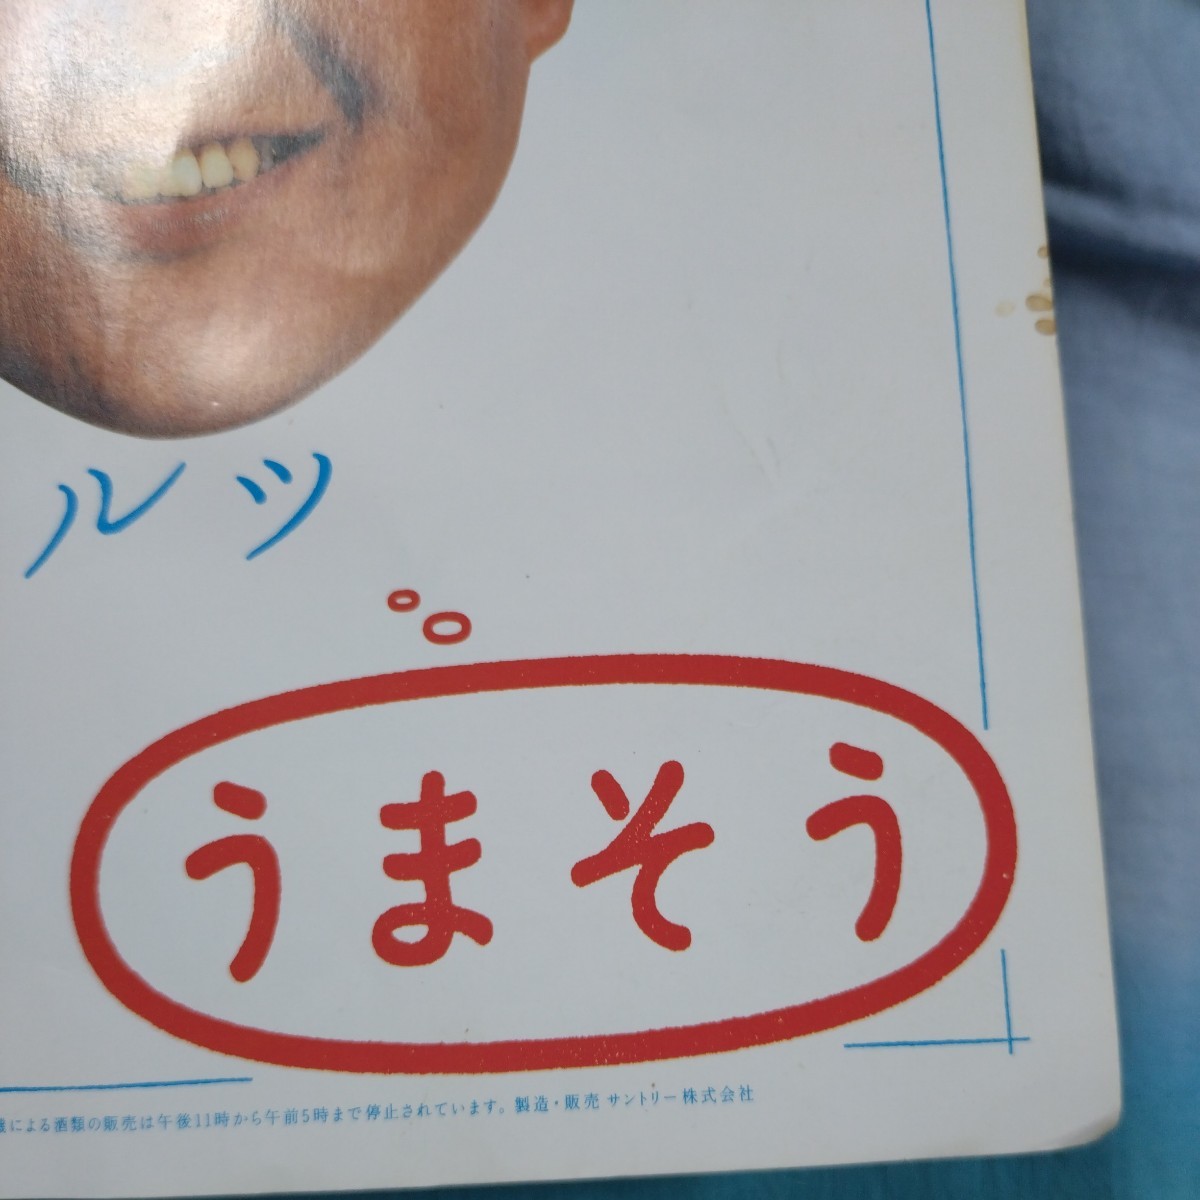 ルツ
うまそう
による酒類の販売は午後11時から午前5時まで停止されています。製造・販売 サントリー株式会社